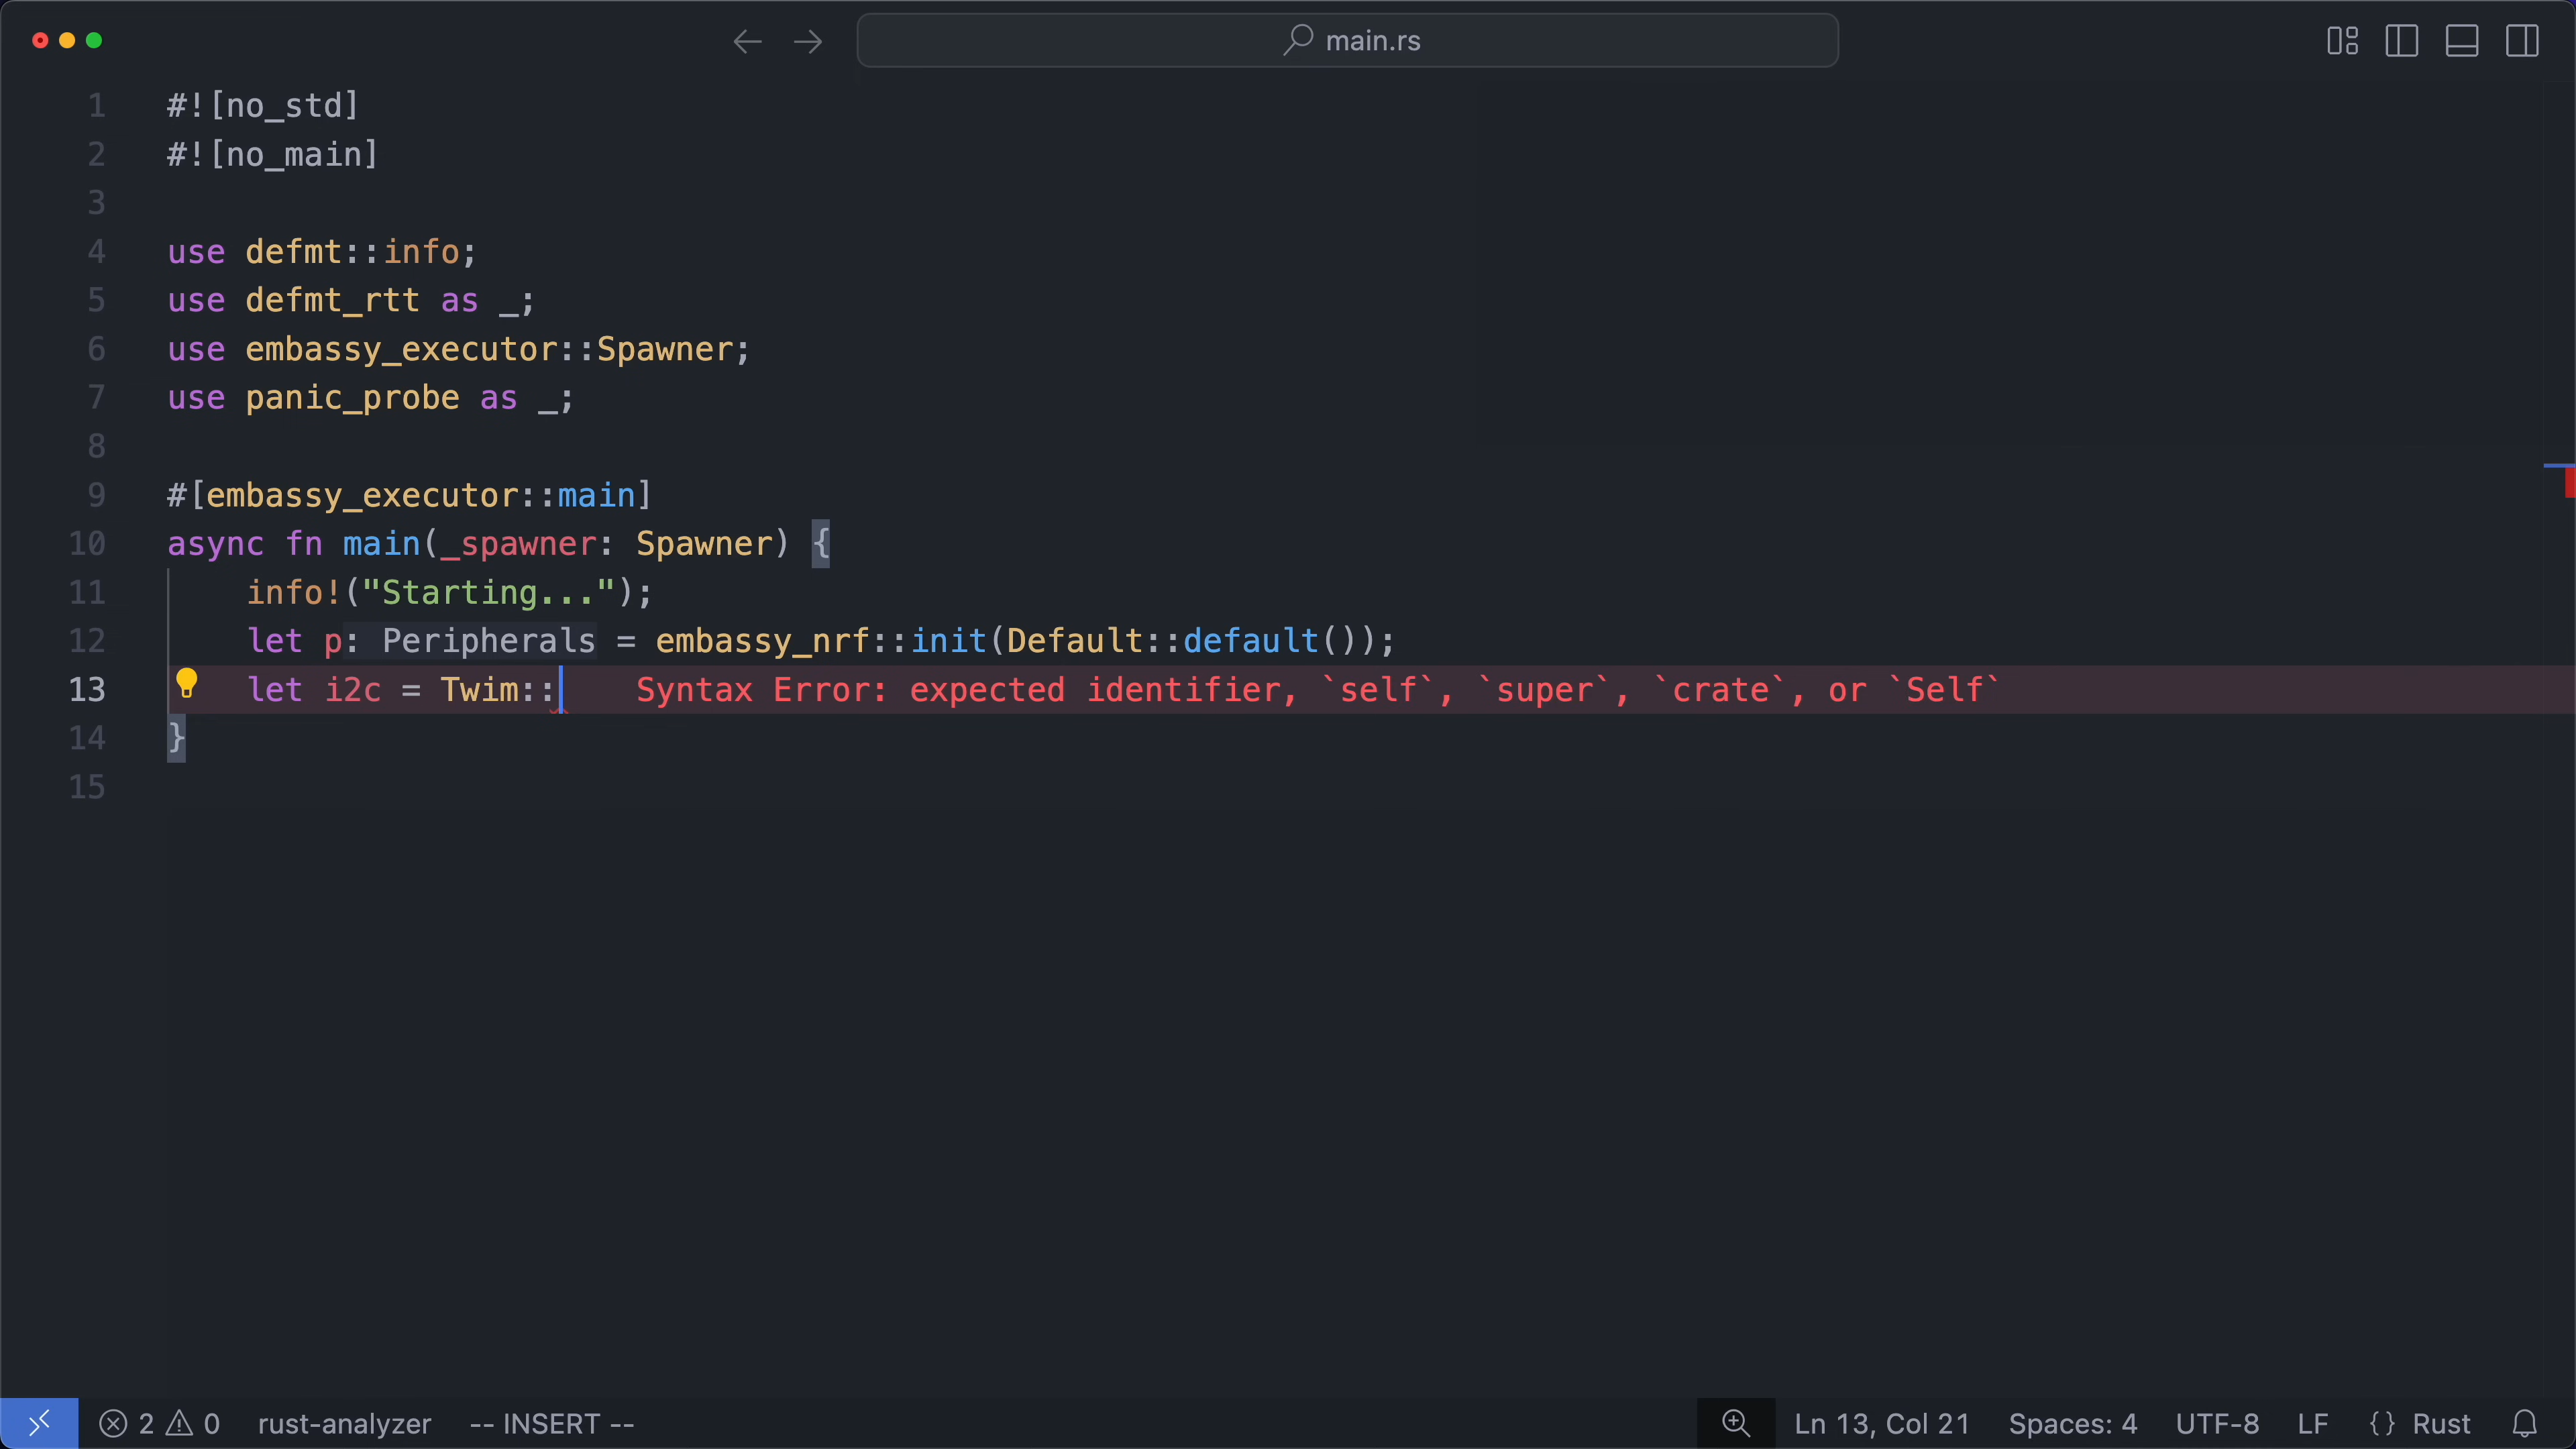 main.rs
1 #![no_std]
2 #![no_main]
3
4 use defmt::info;
5 use defmt_rtt as _;
6 use embassy_executor::Spawner;
7 use panic_probe as _;
8
9 #[embassy_executor::main]
10 async fn main(_spawner: Spawner) {
11     info!("Starting...");
12     let p: Peripherals = embassy_nrf::init(Default::default());
13     let i2c = Twim::    Syntax Error: expected identifier, `self`, `super`, `crate`, or `Self`
14 }
15
2 0 rust-analyzer -- INSERT -- Ln 13, Col 21 Spaces: 4 UTF-8 LF {} Rust